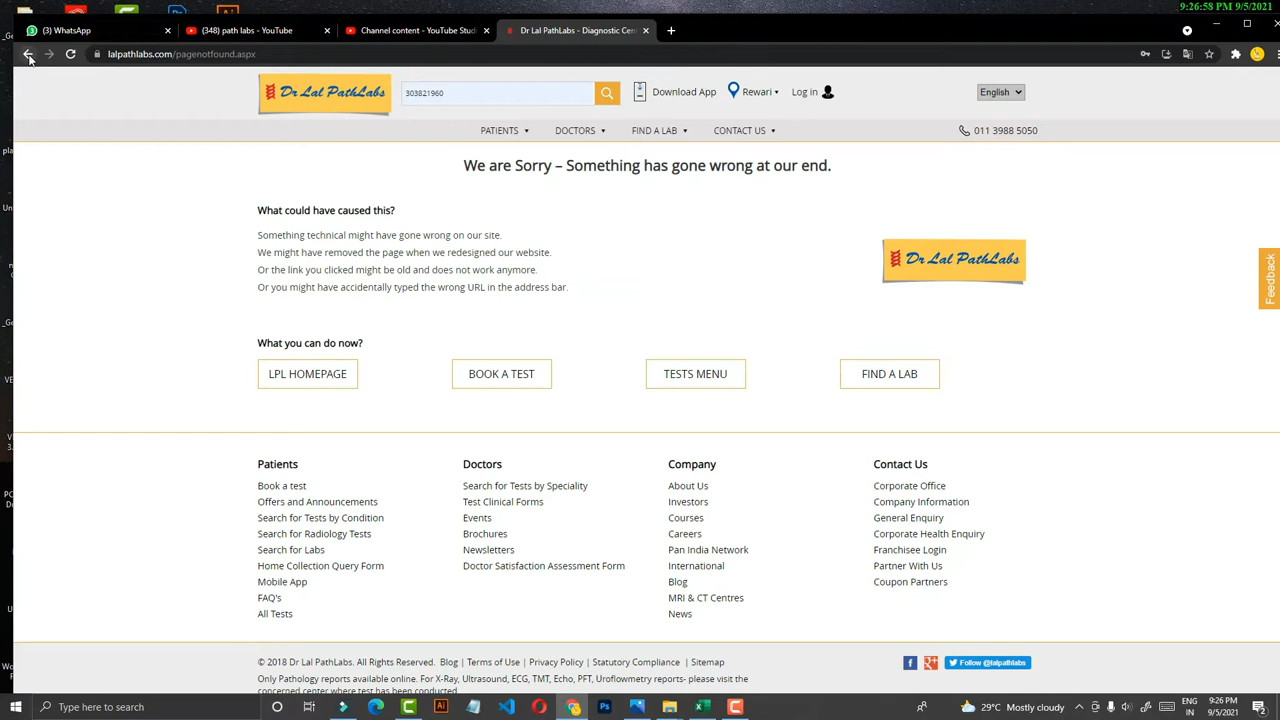 9:26:58 PM 9/5/2021
(3) WhatsApp
(348) path labs - YouTube
Channel content - YouTube Studi
Dr Lal PathLabs - Diagnostic Cen
lalpathlabs.com/pagenotfound.aspx
Dr Lal PathLabs
303821960
Download App
Rewari
Log in
English
PATIENTS
DOCTORS
FIND A LAB
CONTACT US
011 3988 5050
We are Sorry – Something has gone wrong at our end.
What could have caused this?
Something technical might have gone wrong on our site.
We might have removed the page when we redesigned our website.
Or the link you clicked might be old and does not work anymore.
Or you might have accidentally typed the wrong URL in the address bar.
Dr Lal PathLabs
Feedback
What you can do now?
LPL HOMEPAGE
BOOK A TEST
TESTS MENU
FIND A LAB
Patients
Book a test
Offers and Announcements
Search for Tests by Condition
Search for Radiology Tests
Search for Labs
Home Collection Query Form
Mobile App
FAQ's
All Tests
Doctors
Search for Tests by Speciality
Test Clinical Forms
Events
Brochures
Newsletters
Doctor Satisfaction Assessment Form
Company
About Us
Investors
Courses
Careers
Pan India Network
International
Blog
MRI & CT Centres
News
Contact Us
Corporate Office
Company Information
General Enquiry
Corporate Health Enquiry
Franchisee Login
Partner With Us
Coupon Partners
© 2018 Dr Lal PathLabs. All Rights Reserved. Blog | Terms of Use | Privacy Policy | Statutory Compliance | Sitemap
Follow @lalpathlabs
Only Pathology reports available online. For X-Ray, Ultrasound, ECG, TMT, Echo, PFT, Uroflowmetry reports- please visit the
concerned center where test has been conducted.
Type here to search
29°C Mostly cloudy
ENG
IN
9:26 PM
9/5/2021